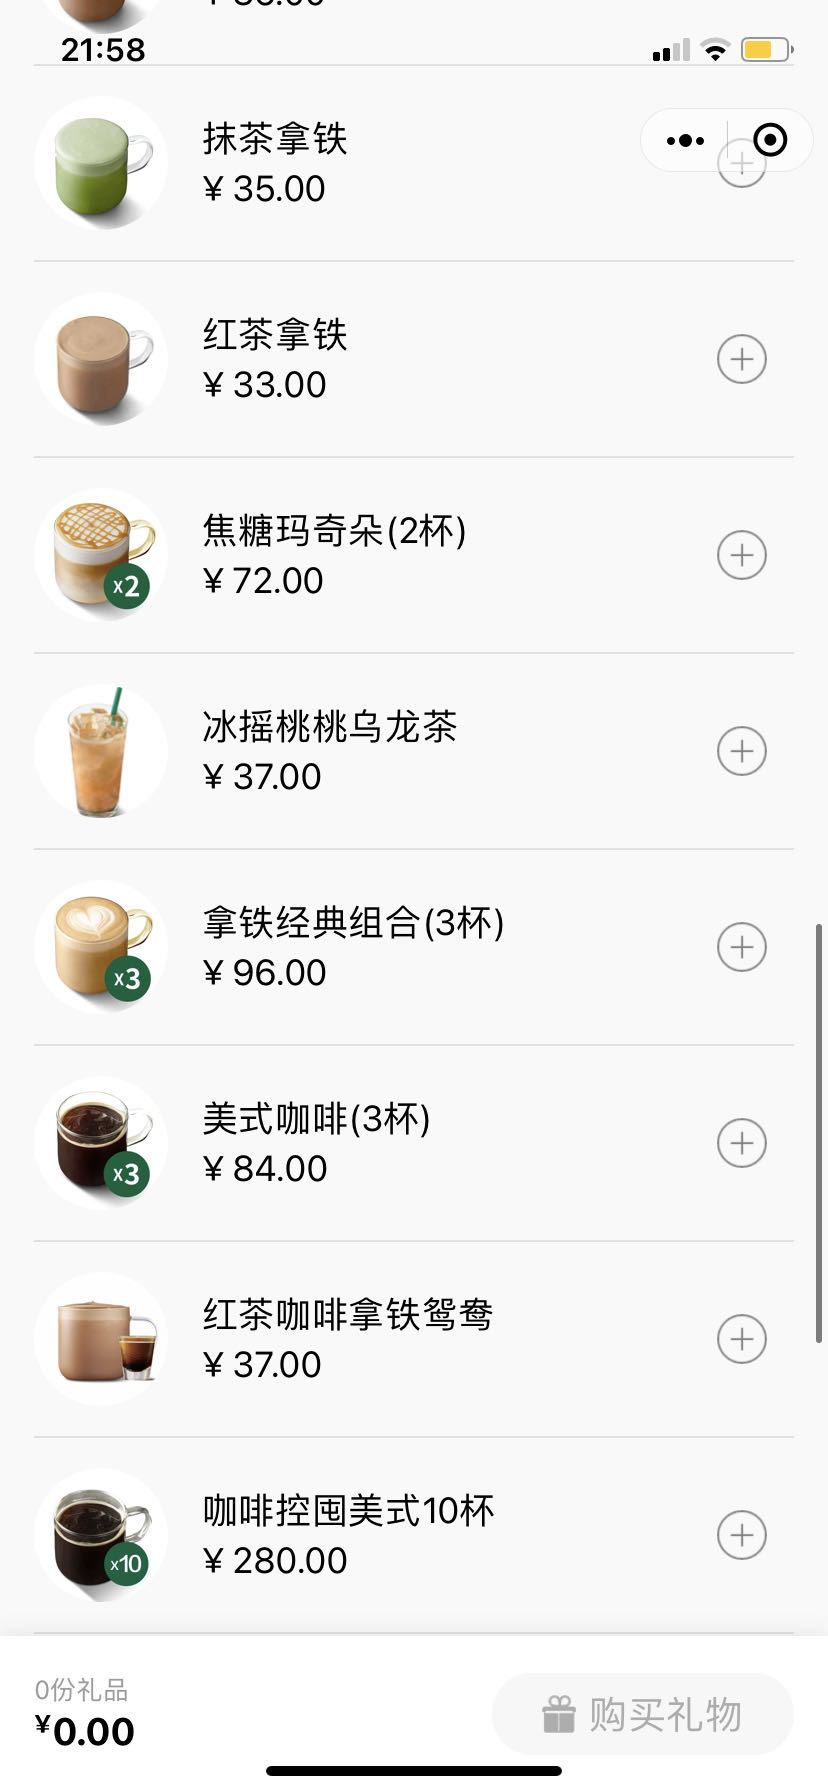 21:58
抹茶拿铁
¥ 35.00
红茶拿铁
¥ 33.00
焦糖玛奇朵(2杯)
¥ 72.00
x2
冰摇桃桃乌龙茶
¥ 37.00
拿铁经典组合(3杯)
¥ 96.00
x3
美式咖啡(3杯)
¥ 84.00
x3
红茶咖啡拿铁鸳鸯
¥ 37.00
咖啡控囤美式10杯
¥ 280.00
x10
0份礼品
¥0.00
购买礼物